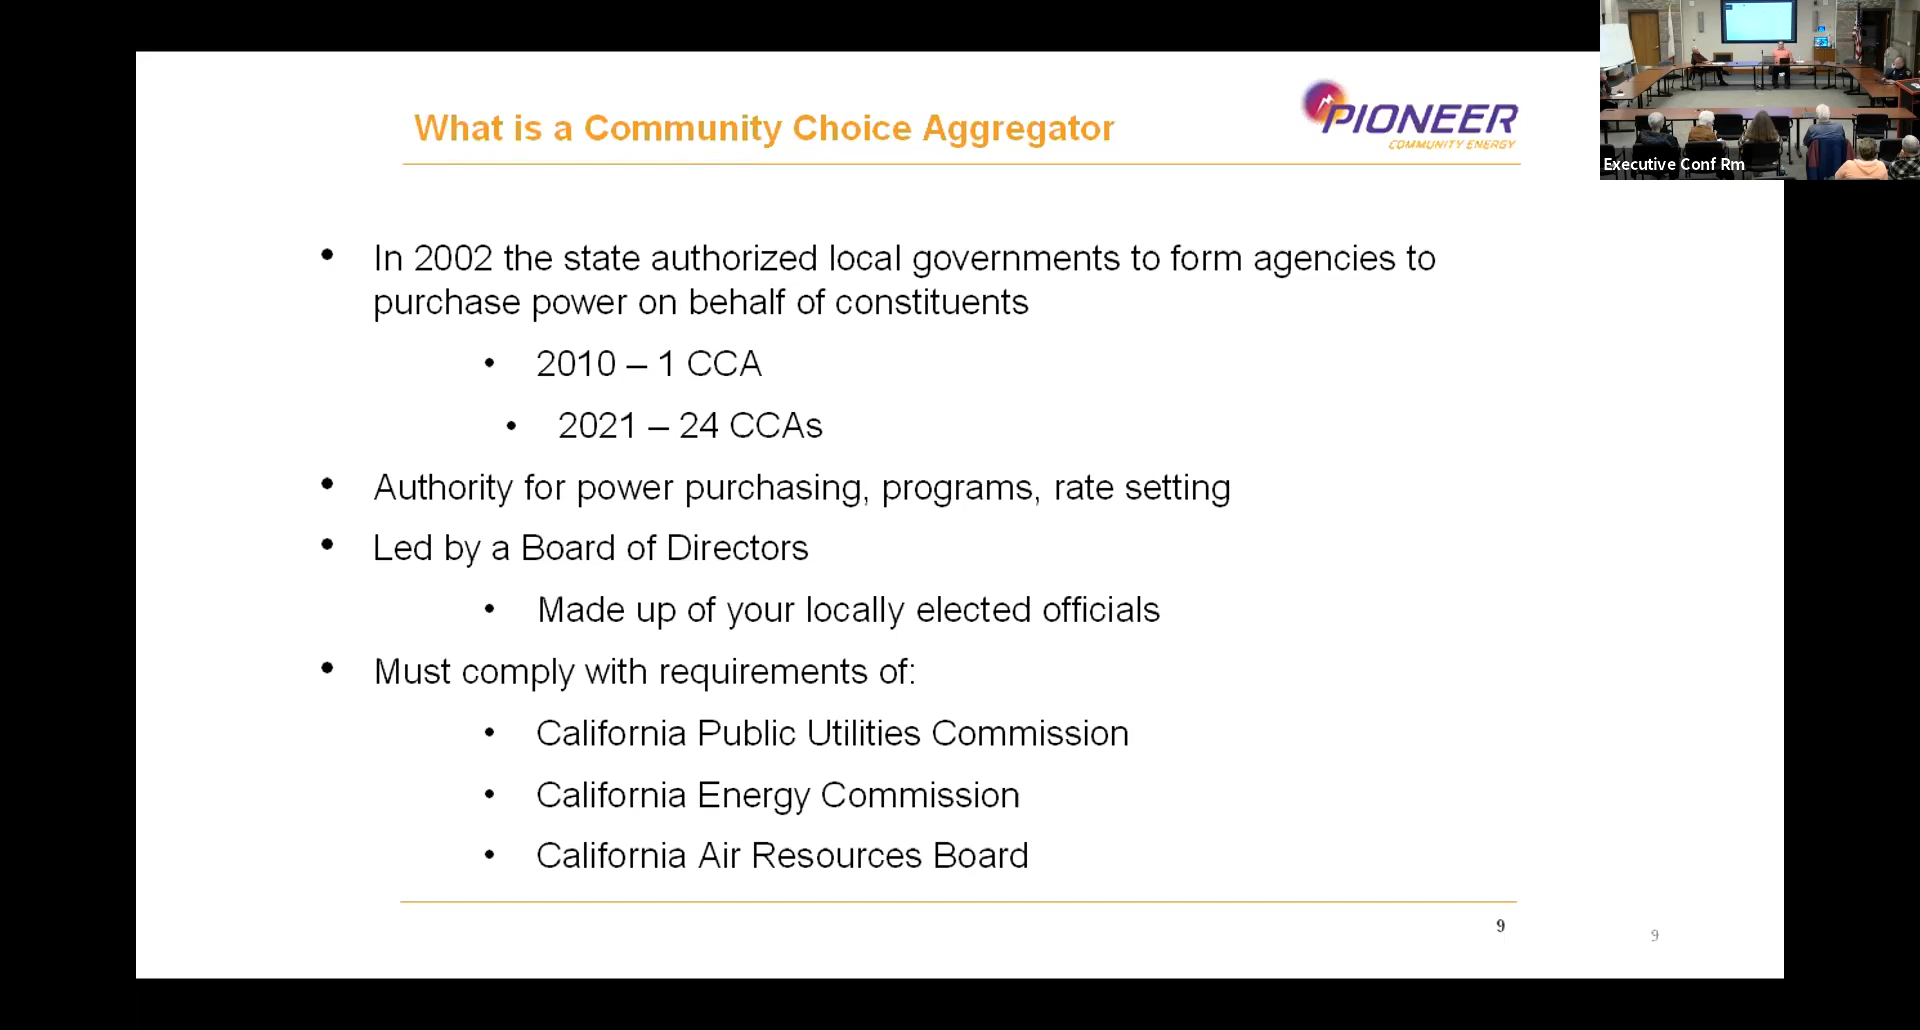 What is a Community Choice Aggregator
PIONEER
COMMUNITY ENERGY
Executive Conf Rm
• In 2002 the state authorized local governments to form agencies to
purchase power on behalf of constituents
• 2010 – 1 CCA
• 2021 – 24 CCAs
• Authority for power purchasing, programs, rate setting
• Led by a Board of Directors
• Made up of your locally elected officials
• Must comply with requirements of:
• California Public Utilities Commission
• California Energy Commission
• California Air Resources Board
9
9